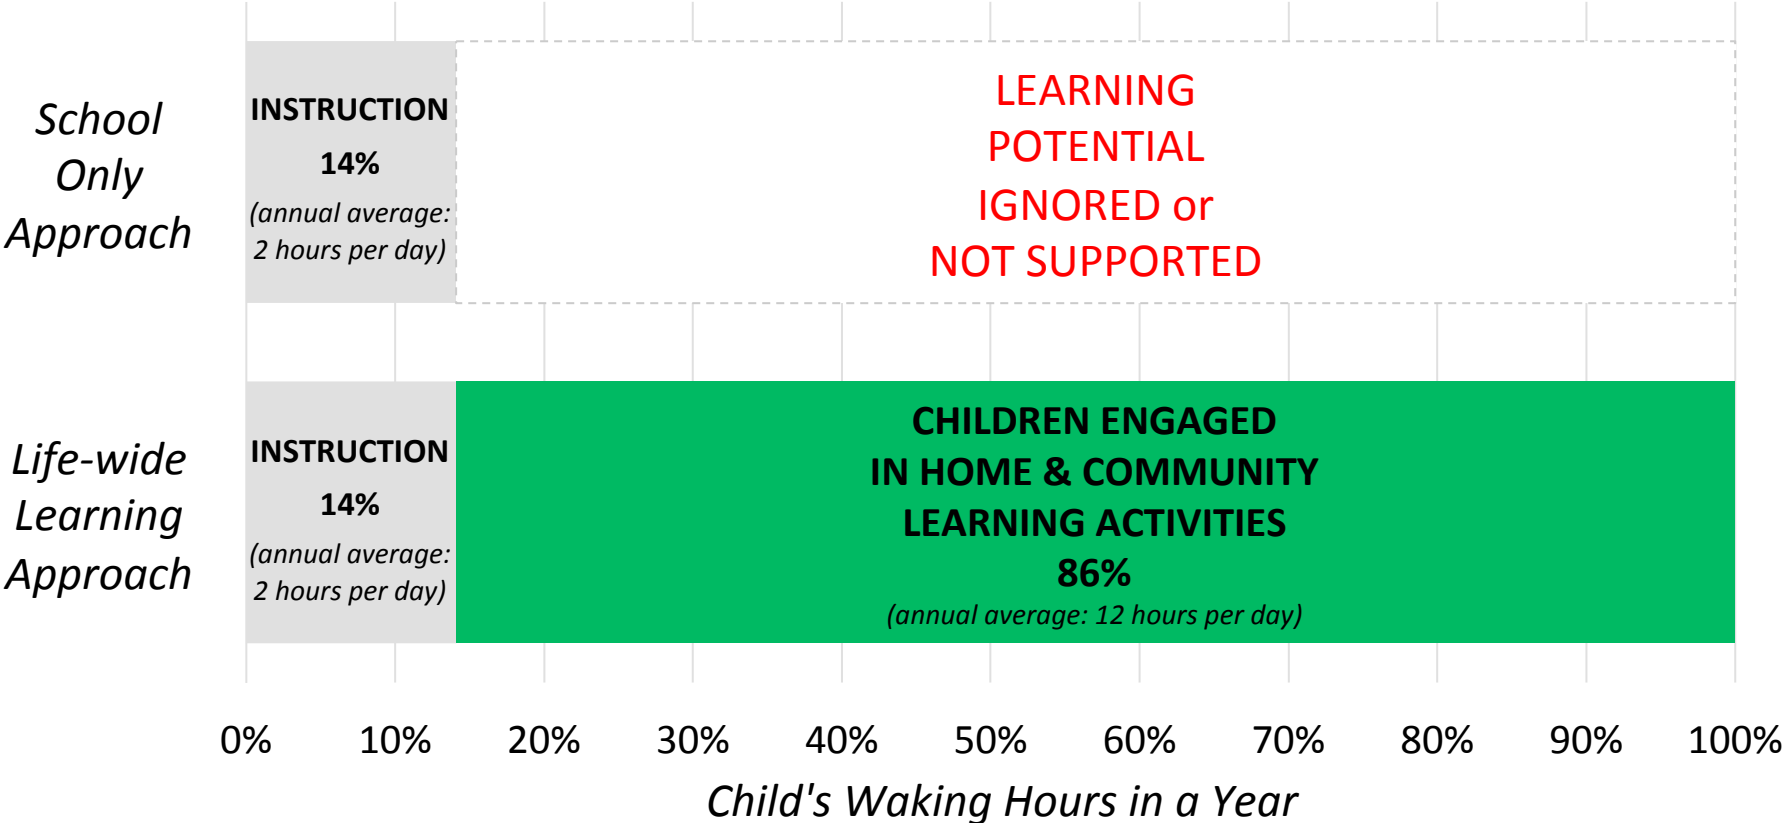 School
Only
Approach
INSTRUCTION
14%
(annual average:
2 hours per day)
LEARNING
POTENTIAL
IGNORED or
NOT SUPPORTED
Life-wide
Learning
Approach
INSTRUCTION
14%
(annual average:
2 hours per day)
CHILDREN ENGAGED
IN HOME & COMMUNITY
LEARNING ACTIVITIES
86%
(annual average: 12 hours per day)
0% 10% 20% 30% 40% 50% 60% 70% 80% 90% 100%
Child's Waking Hours in a Year